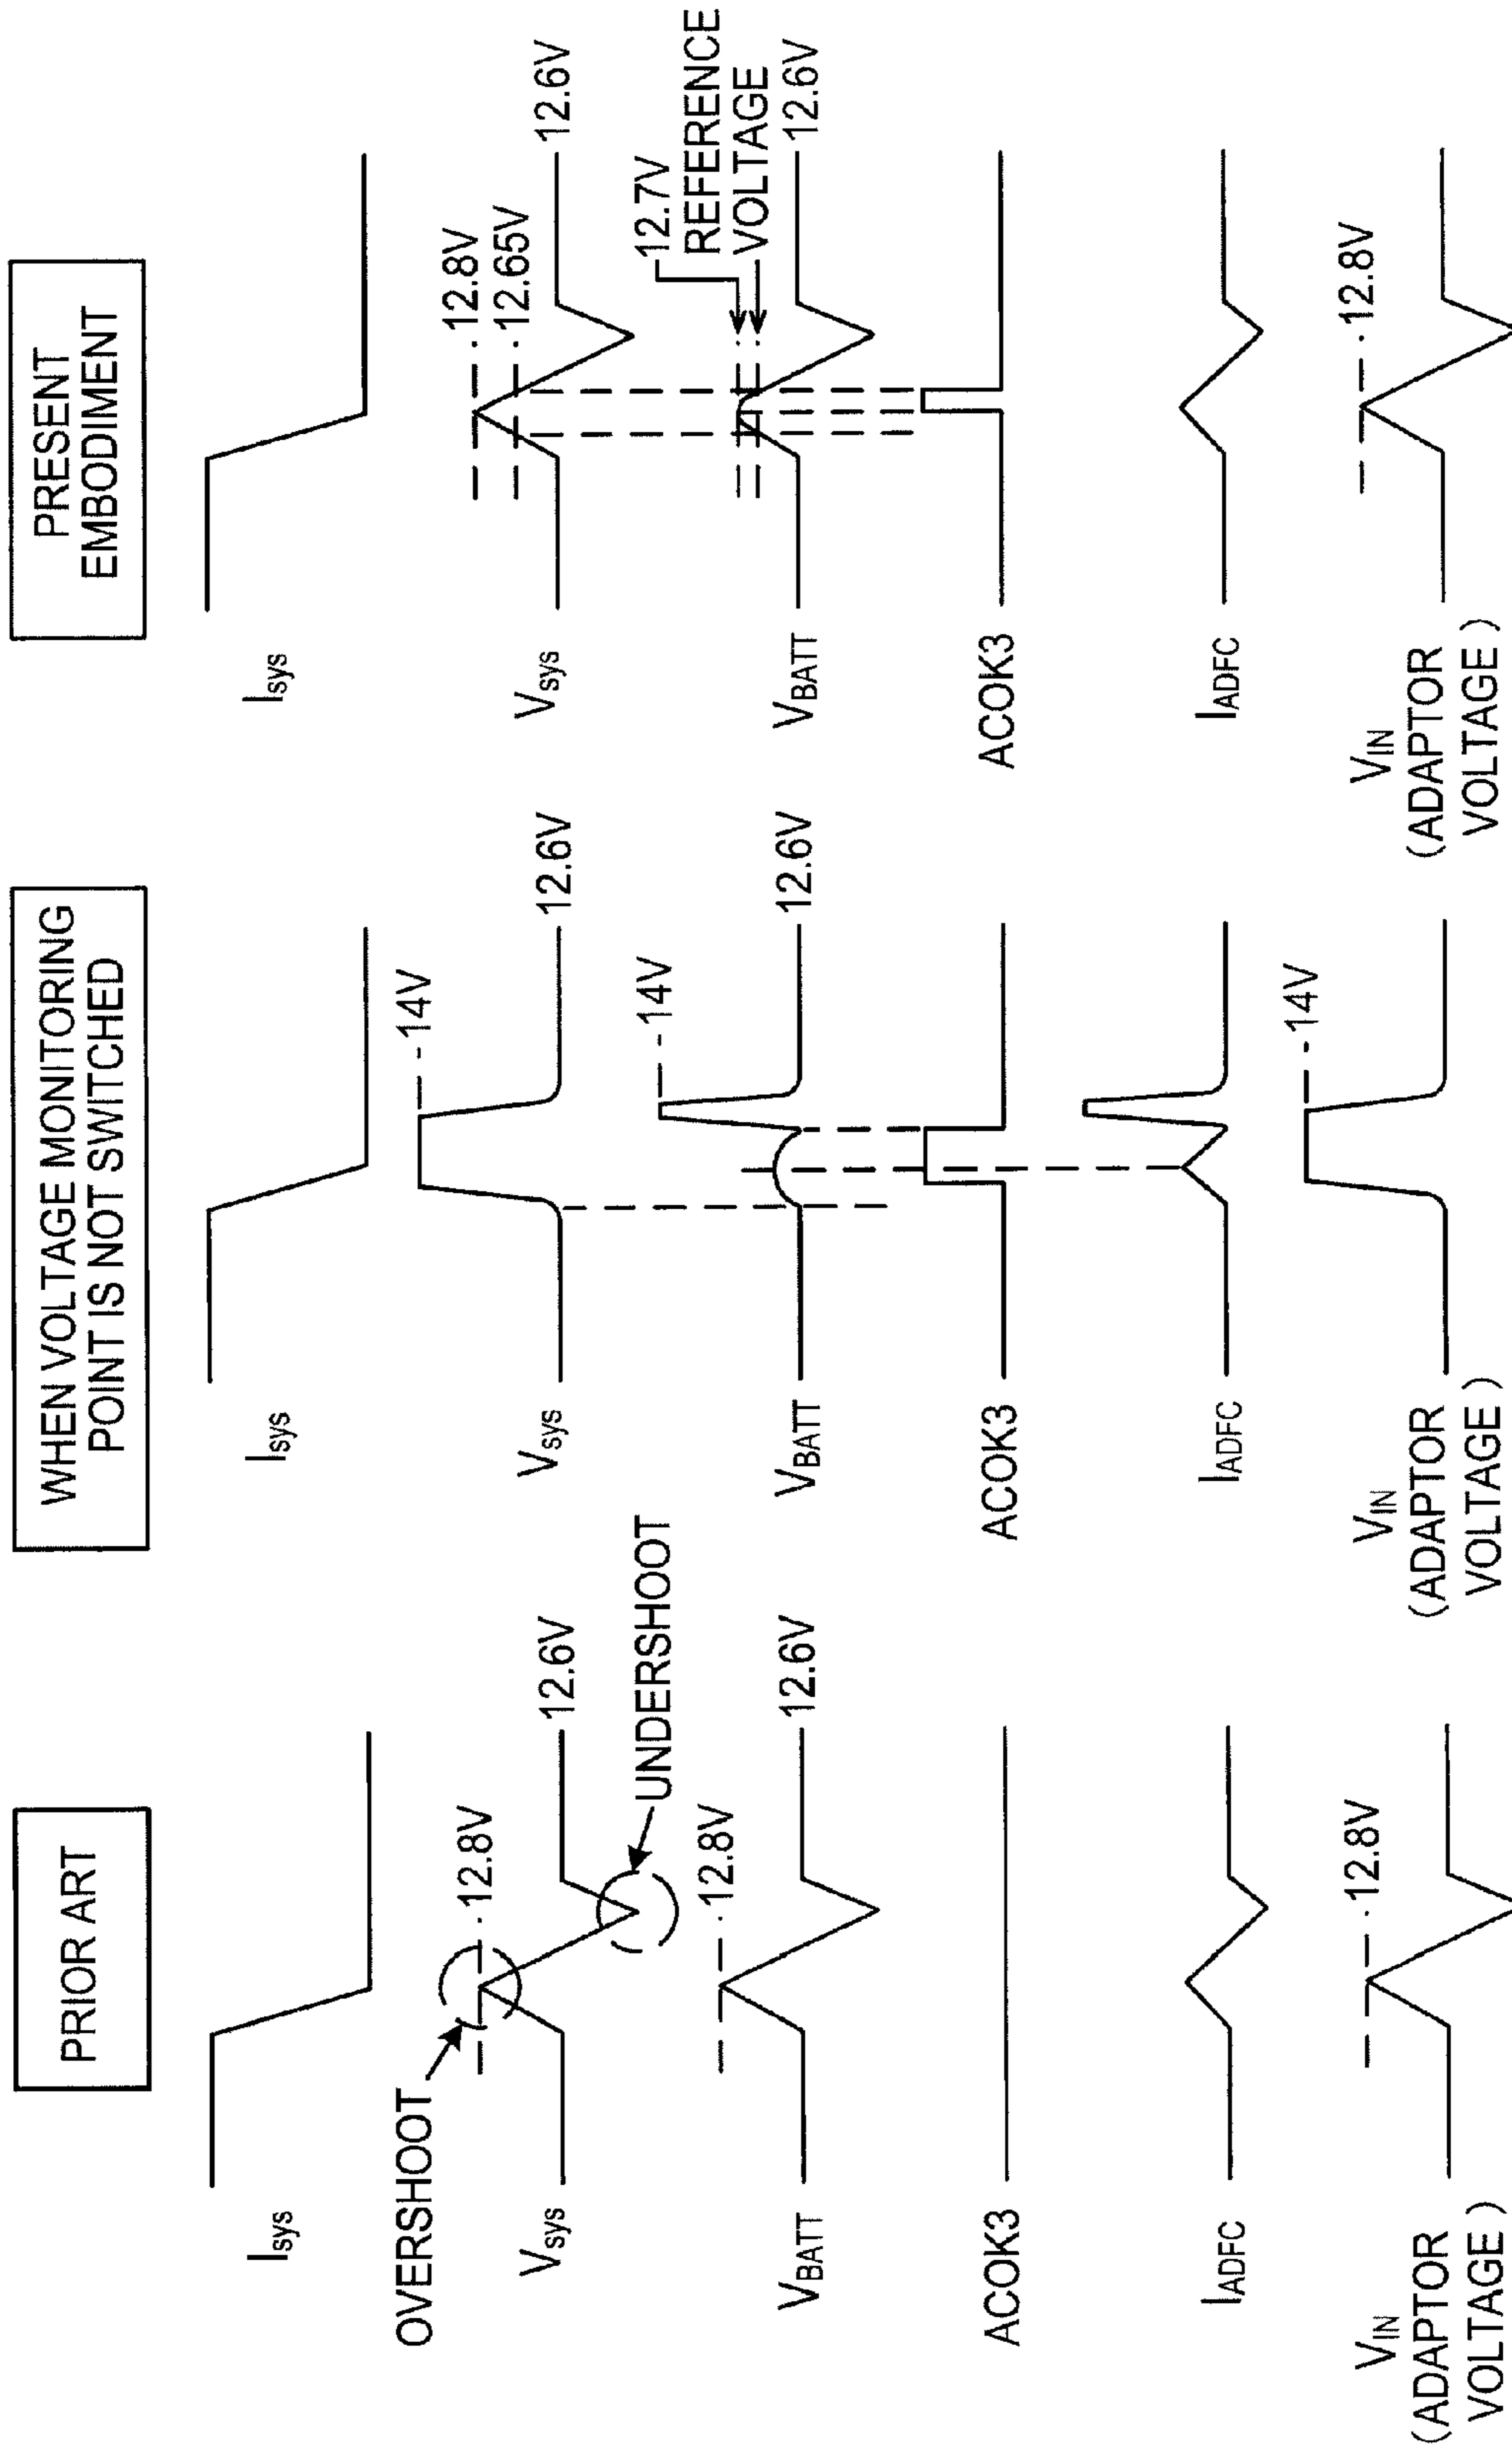 PRIOR ART
Isys
OVERSHOOT
12.8V
Vsys
12.6V
UNDERSHOOT
12.8V
VBATT
12.6V
ACOK3
IADFC
12.8V
VIN
(ADAPTOR
VOLTAGE)
WHEN VOLTAGE MONITORING
POINT IS NOT SWITCHED
Isys
14V
Vsys
12.6V
14V
VBATT
12.6V
ACOK3
IADFC
14V
VIN
(ADAPTOR
VOLTAGE)
PRESENT
EMBODIMENT
Isys
12.8V
12.65V
Vsys
12.6V
12.7V
REFERENCE
VOLTAGE
VBATT
12.6V
ACOK3
IADFC
12.8V
VIN
(ADAPTOR
VOLTAGE)